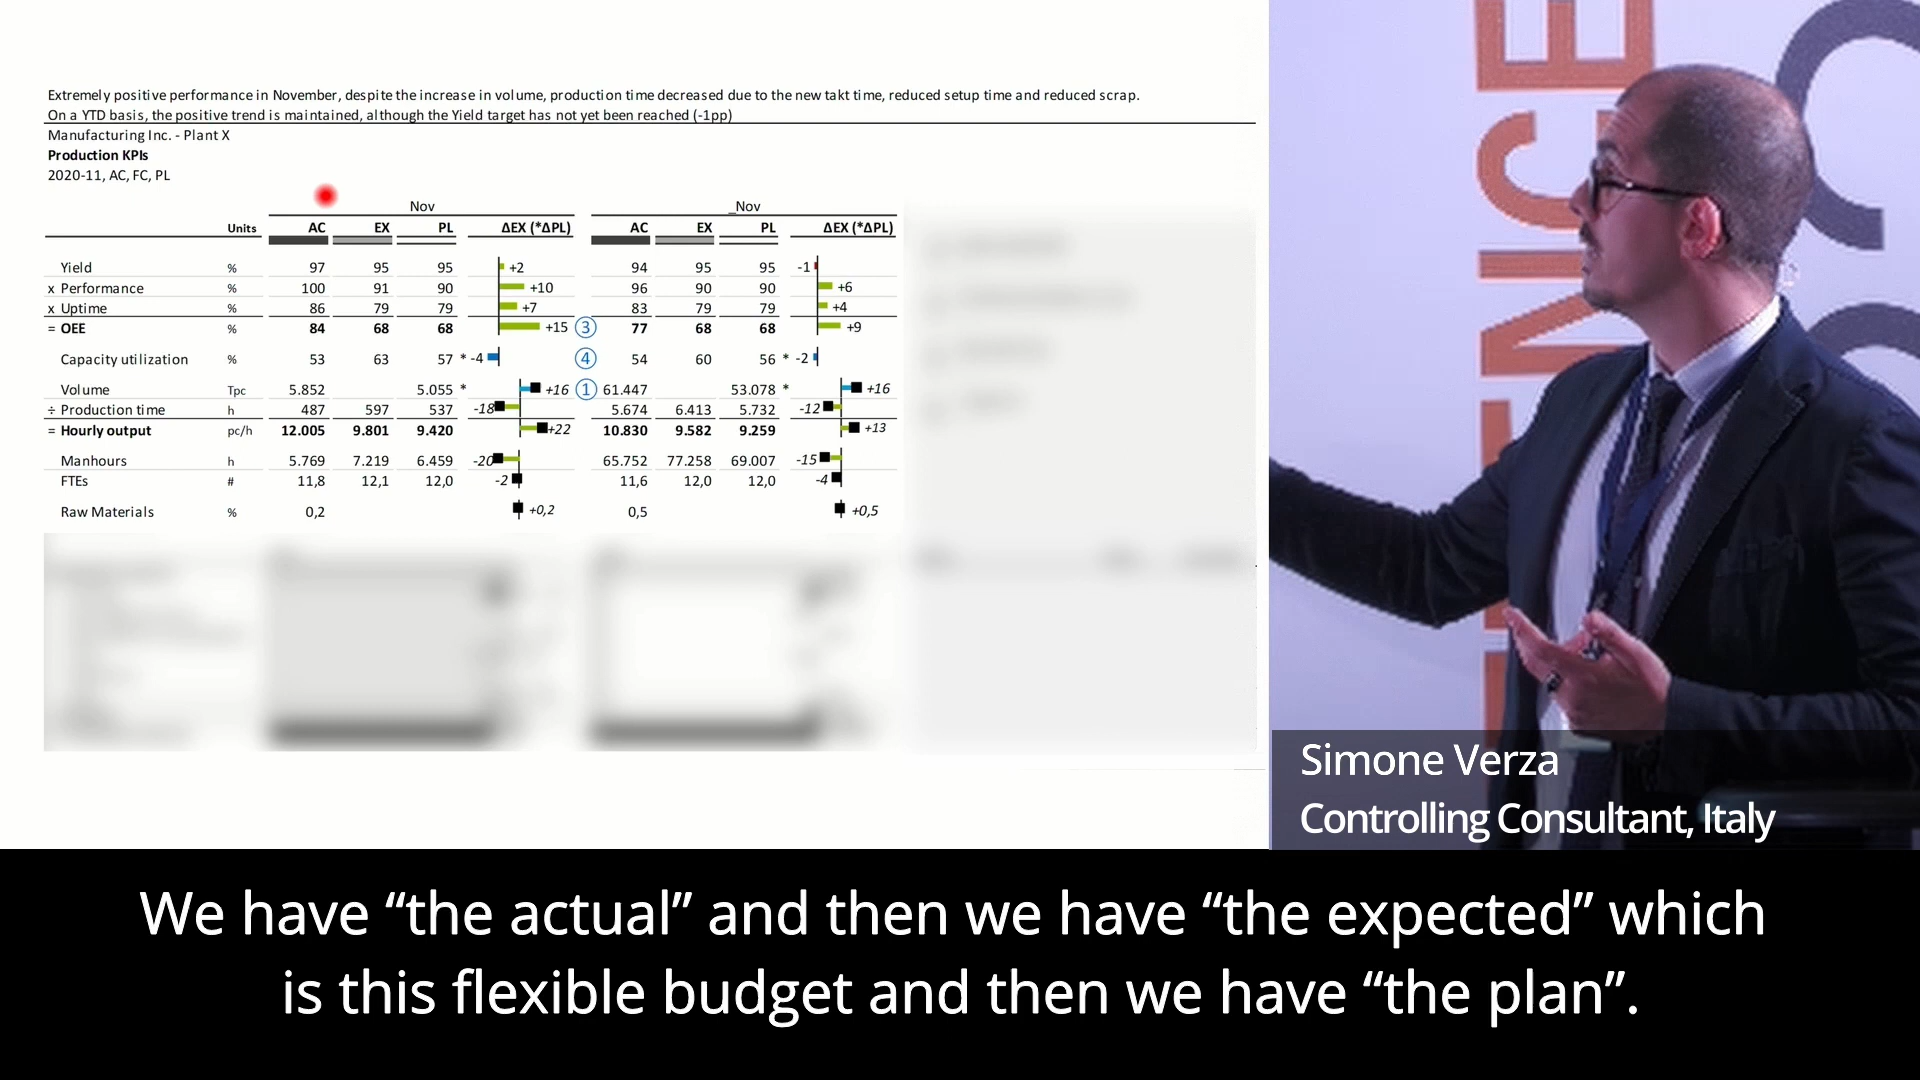 Extremely positive performance in November, despite the increase in volume, production time decreased due to the new takt time, reduced setup time and reduced scrap.
On a YTD basis, the positive trend is maintained, although the Yield target has not yet been reached (-1pp)
Manufacturing Inc. - Plant X
Production KPIs
2020-11, AC, FC, PL
Nov _Nov
Units AC EX PL ΔEX (*ΔPL) AC EX PL ΔEX (*ΔPL)
Yield % 97 95 95 +2 94 95 95 -1
x Performance % 100 91 90 +10 96 90 90 +6
x Uptime % 86 79 79 +7 83 79 79 +4
= OEE % 84 68 68 +15 3 77 68 68 +9
Capacity utilization % 53 63 57 * -4 4 54 60 56 * -2
Volume Tpc 5.852 5.055 * +16 1 61.447 53.078 * +16
÷ Production time h 487 597 537 -18 5.674 6.413 5.732 -12
= Hourly output pc/h 12.005 9.801 9.420 +22 10.830 9.582 9.259 +13
Manhours h 5.769 7.219 6.459 -20 65.752 77.258 69.007 -15
FTEs # 11,8 12,1 12,0 -2 11,6 12,0 12,0 -4
Raw Materials % 0,2 +0,2 0,5 +0,5
Simone Verza
Controlling Consultant, Italy
We have “the actual” and then we have “the expected” which
is this flexible budget and then we have “the plan”.